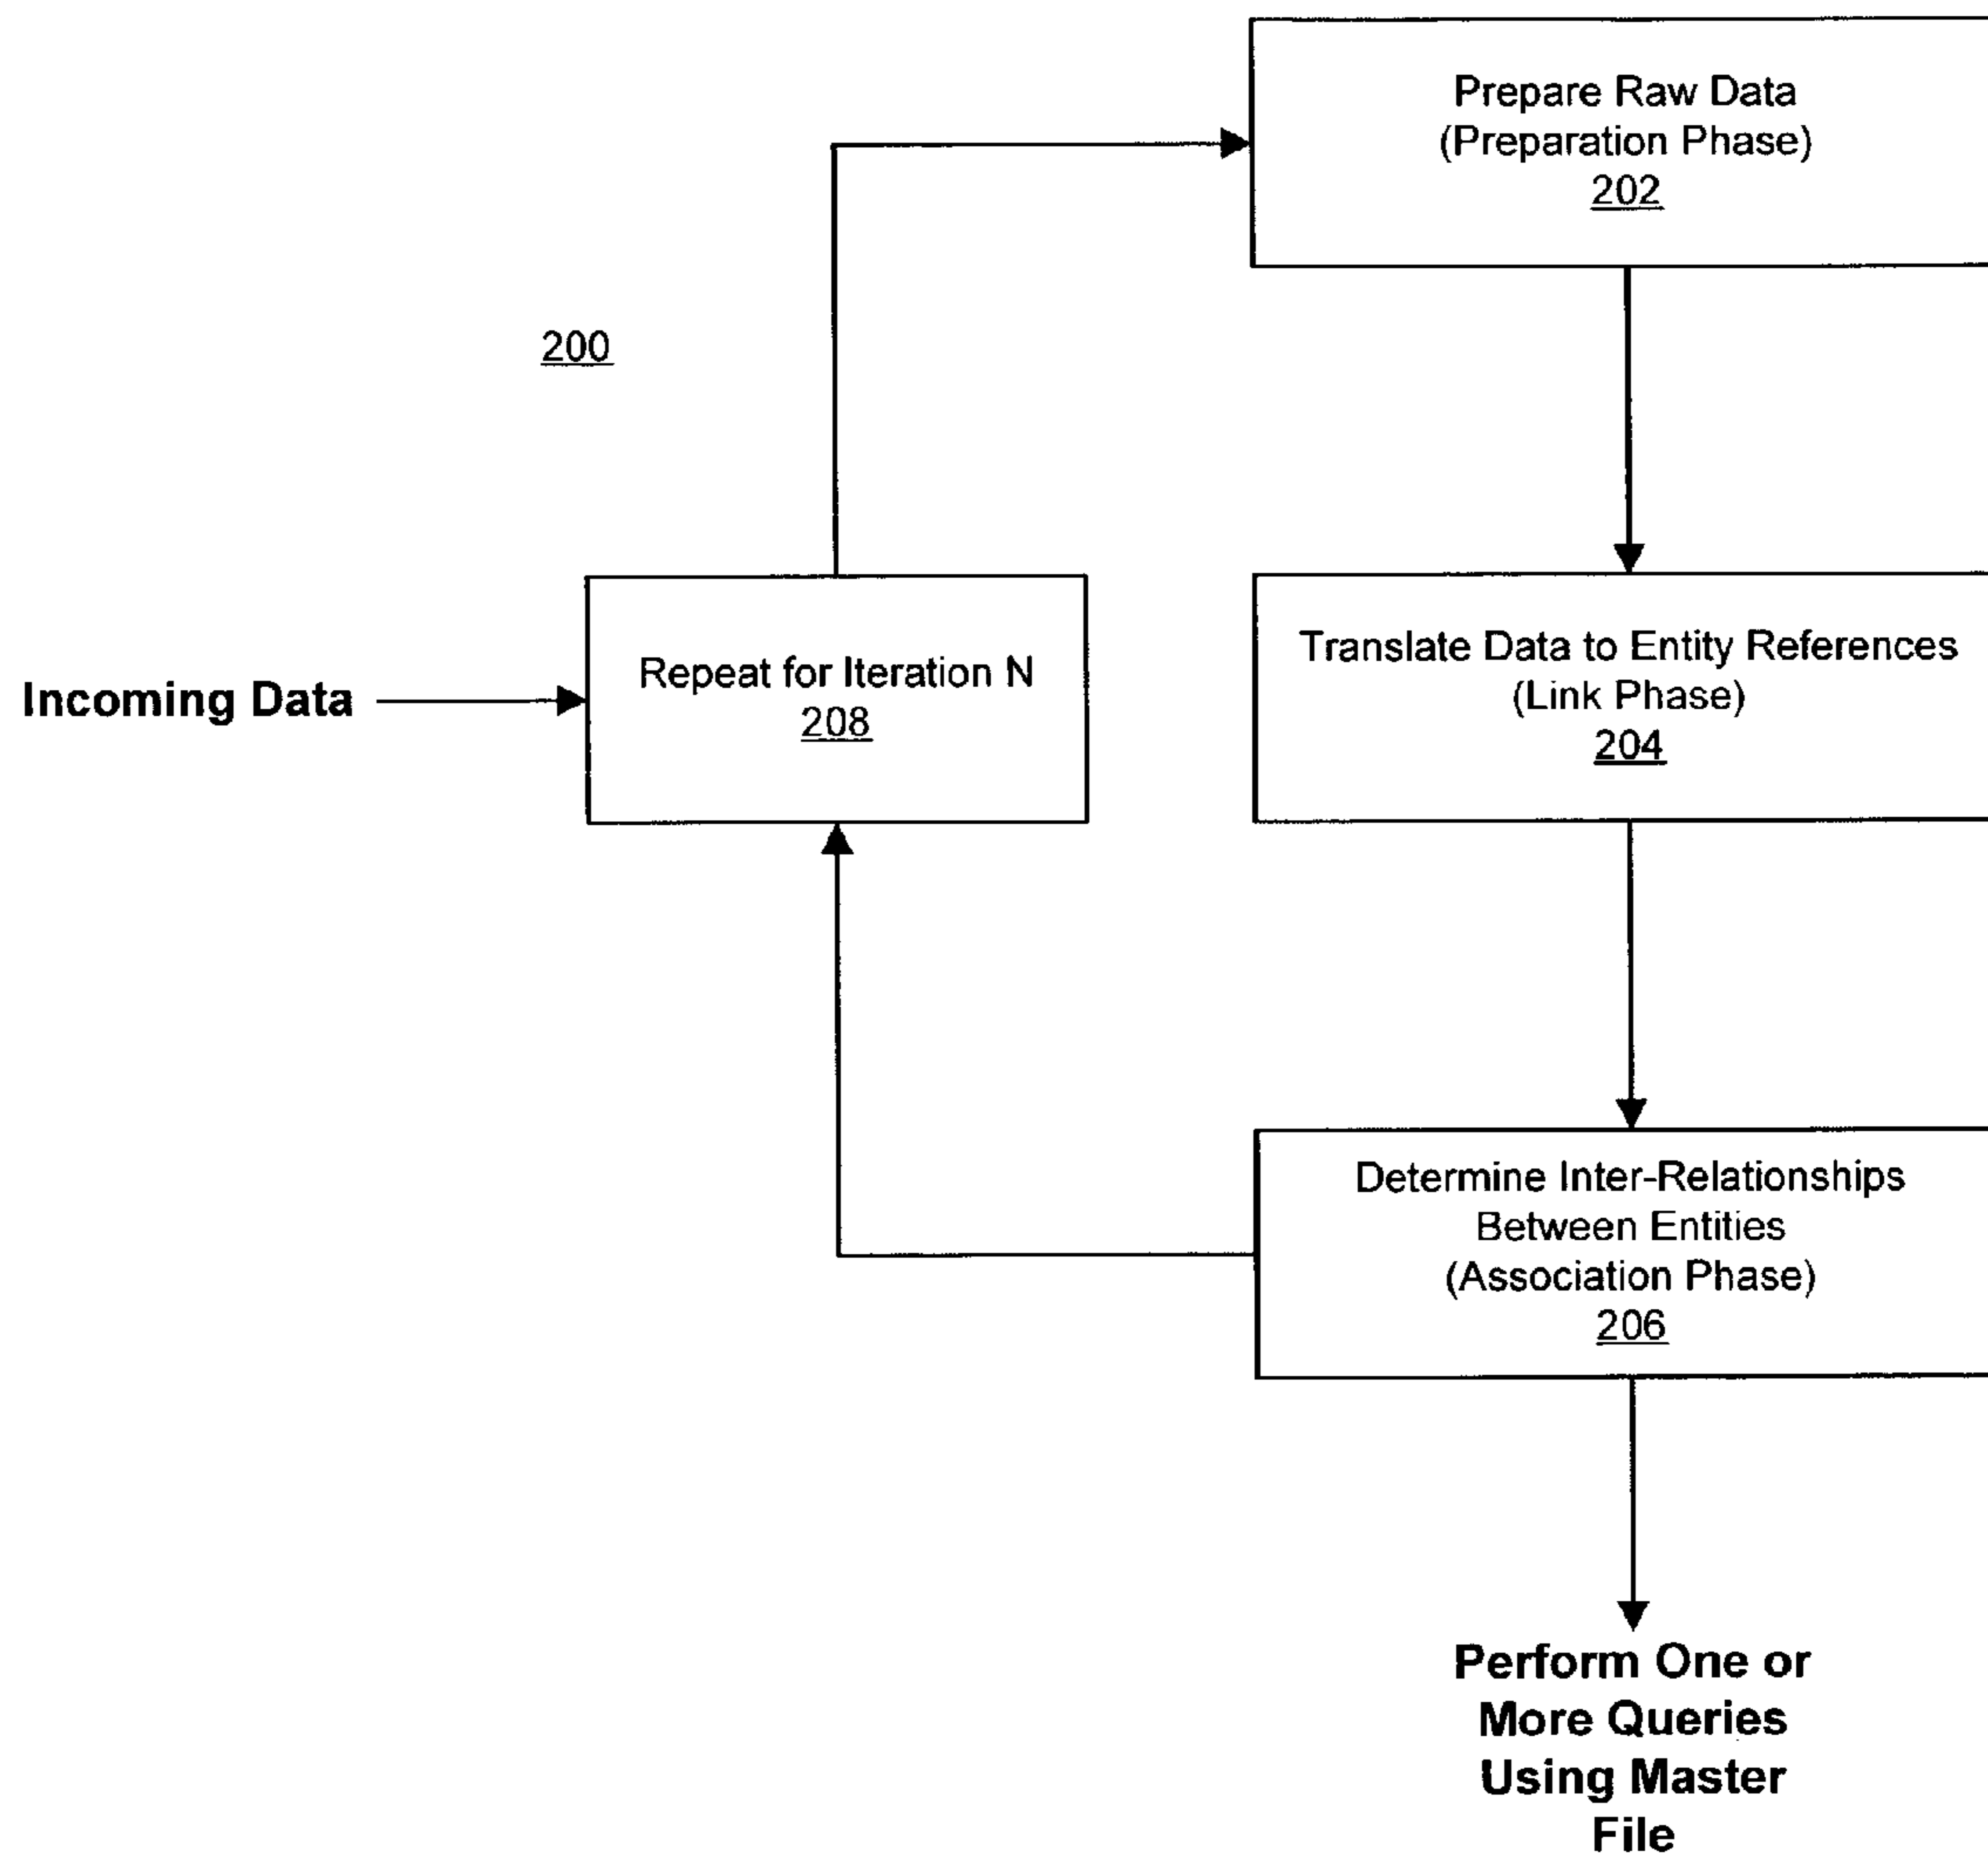 Prepare Raw Data
(Preparation Phase)
202
200
Incoming Data
Repeat for Iteration N
208
Translate Data to Entity References
(Link Phase)
204
Determine Inter-Relationships
Between Entities
(Association Phase)
206
Perform One or
More Queries
Using Master
File